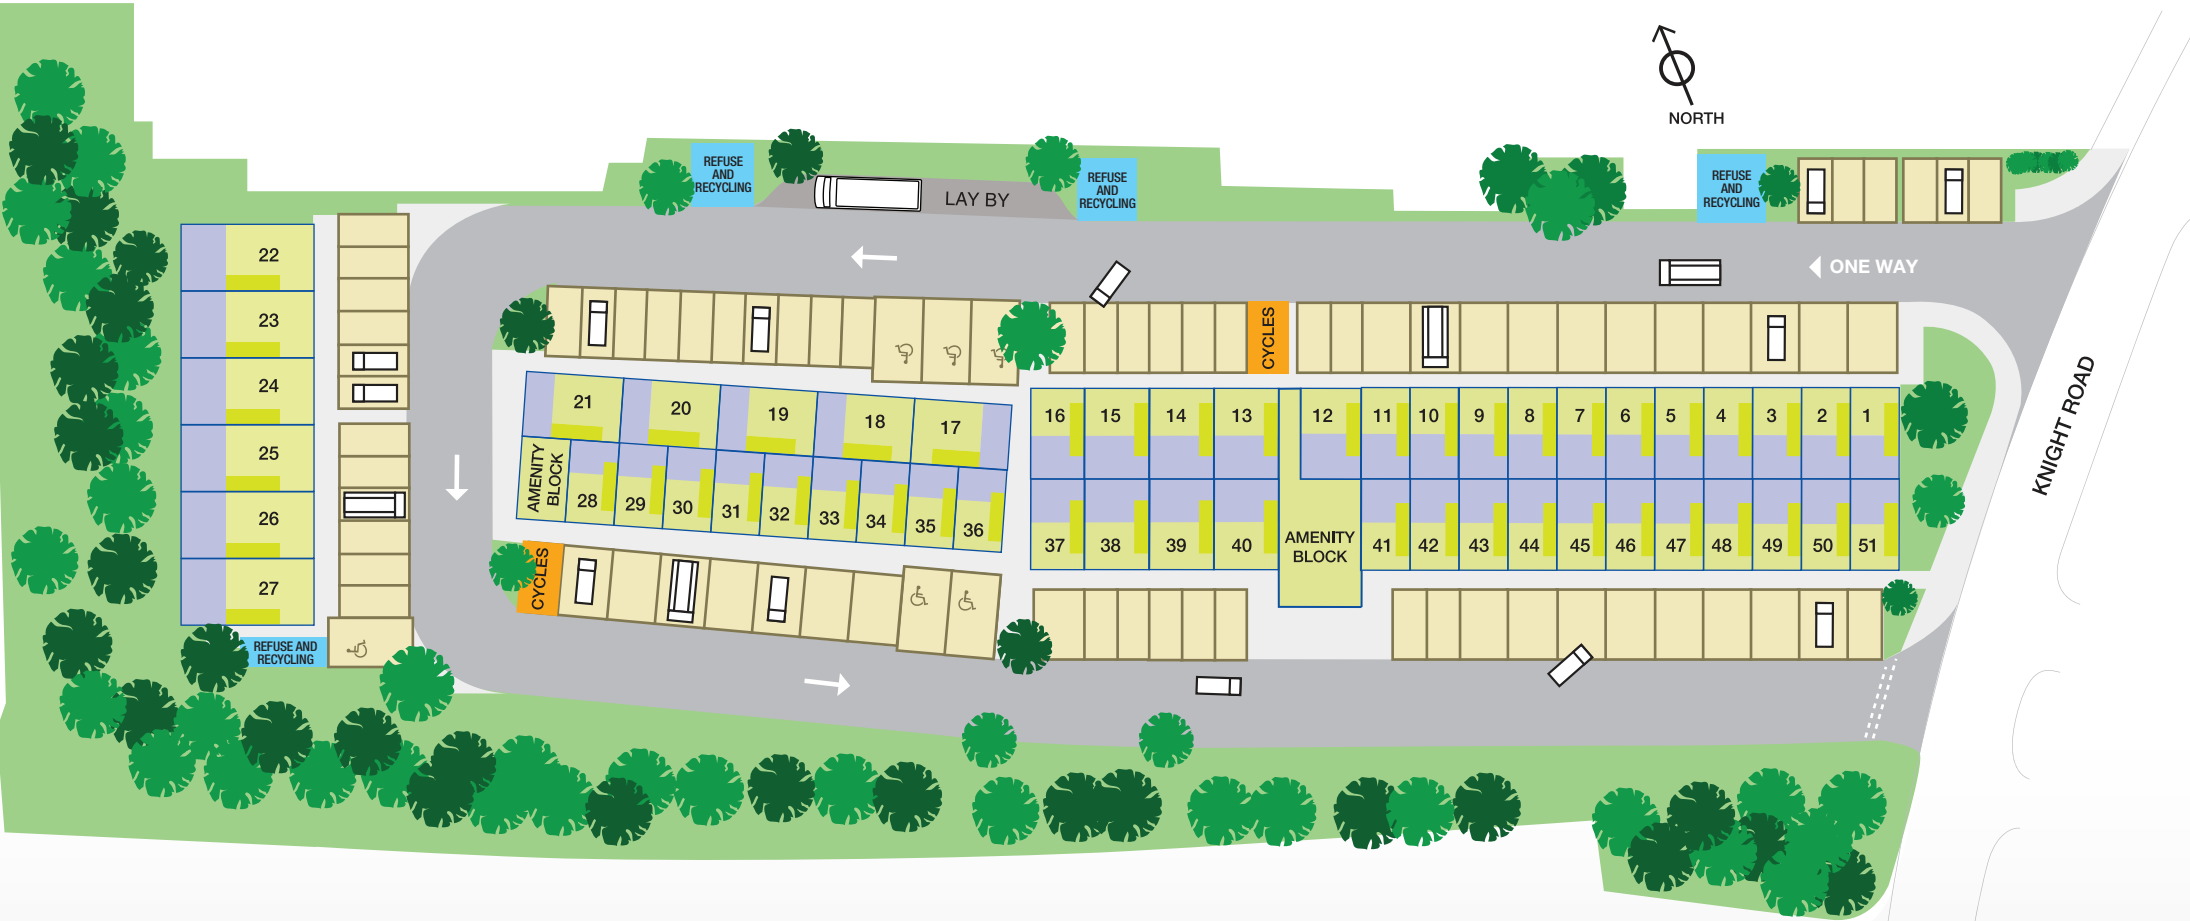 NORTH
REFUSE
AND
RECYCLING
LAY BY
REFUSE
AND
RECYCLING
REFUSE
AND
RECYCLING
ONE WAY
22
23
24
25
26
27
REFUSE AND
RECYCLING
CYCLES
21
20
19
18
17
AMENITY
BLOCK
28
29
30
31
32
33
34
35
36
CYCLES
16
15
14
13
12
11
10
9
8
7
6
5
4
3
2
1
37
38
39
40
AMENITY
BLOCK
41
42
43
44
45
46
47
48
49
50
51
KNIGHT ROAD